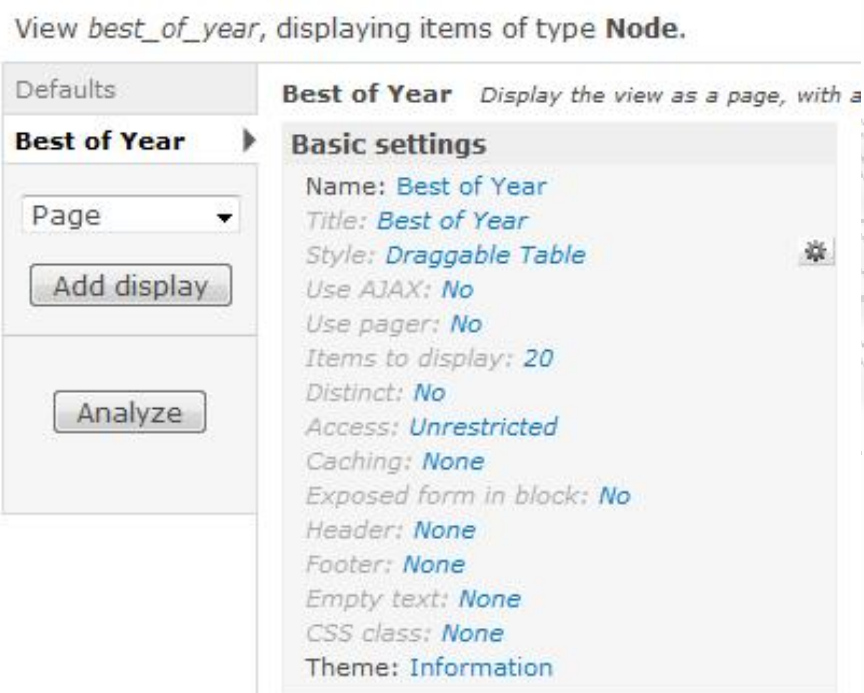 View best_of_year, displaying items of type Node.
Defaults
Best of Year
Page
Add display
Analyze
Best of Year Display the view as a page, with a
Basic settings
Name: Best of Year
Title: Best of Year
Style: Draggable Table
Use AJAX: No
Use pager: No
Items to display: 20
Distinct: No
Access: Unrestricted
Caching: None
Exposed form in block: No
Header: None
Footer: None
Empty text: None
CSS class: None
Theme: Information